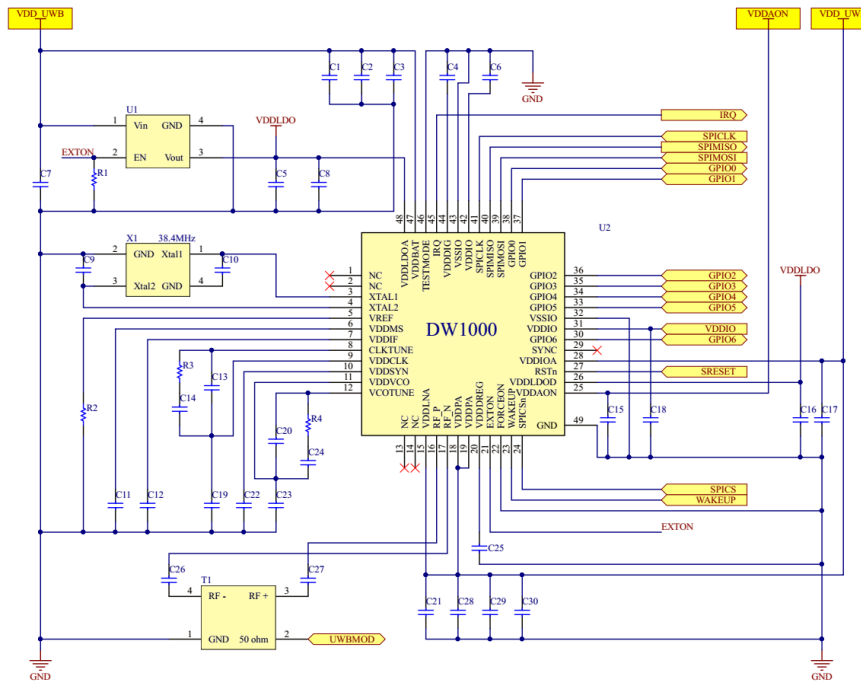 VDD_UWB
VDDAON
VDD_UW
C1
C2
C3
C4
C6
GND
U1
1
Vin
GND
4
VDDLDO
IRQ
EXTON
2
EN
Vout
3
SPICLK
SPIMISO
SPIMOSI
GPIO0
GPIO1
R1
C7
C5
C8
48
47
46
45
44
43
42
41
40
39
38
37
U2
X1
38.4MHz
2
GND
Xtal1
1
C9
C10
3
Xtal2
GND
4
VDDLDOA
VDDBAT
TESTMODE
IRQ
VDDDIG
VSSIO
VDDIO
SPICLK
SPIMISO
SPIMOSI
GPIO0
GPIO1
VDDLDO
1
NC
2
NC
3
XTAL1
4
XTAL2
5
VREF
6
VDDMS
7
VDDIF
8
CLKTUNE
9
VDDCLK
10
VDDSYN
11
VDDVCO
12
VCOTUNE
DW1000
GPIO2
36
GPIO2
GPIO3
35
GPIO3
GPIO4
34
GPIO4
GPIO5
33
GPIO5
VSSIO
32
VDDIO
31
VDDIO
GPIO6
30
GPIO6
SYNC
29
VDDIOA
28
RSTn
27
SRESET
VDDLDOD
26
VDDAON
25
GND
49
R3
C13
C14
R2
R4
C20
C24
C15
C18
C16
C17
NC
NC
VDDLNA
RF_P
RF_N
VDDPA
VDDPA
VDDREG
EXTON
FORCEON
WAKEUP
SPICSn
13
14
15
16
17
18
19
20
21
22
23
24
C11
C12
C19
C22
C23
SPICS
WAKEUP
EXTON
C25
C26
C27
T1
4
RF -
RF +
3
1
GND
50 ohm
2
UWBMOD
C21
C28
C29
C30
GND
GND